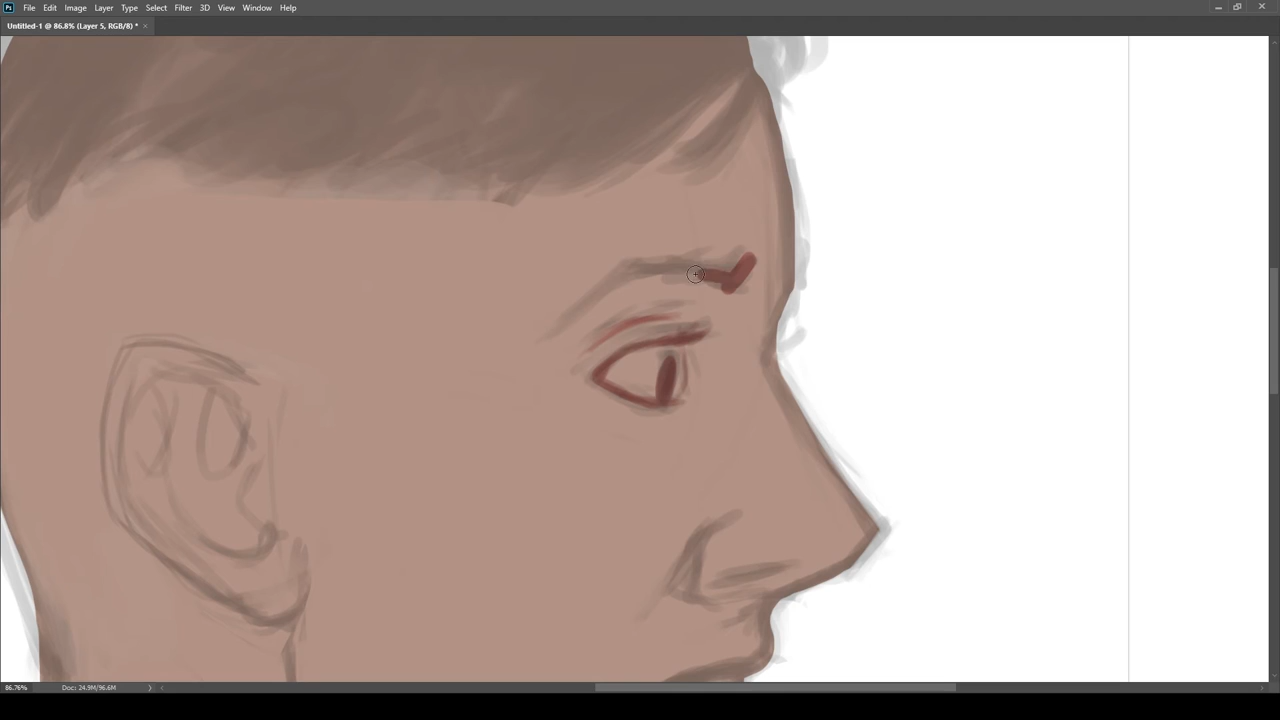 Ps File Edit Image Layer Type Select Filter 3D View Window Help
Untitled-1 @ 86.8% (Layer 5, RGB/8) *
86.76% Doc: 24.9M/96.6M